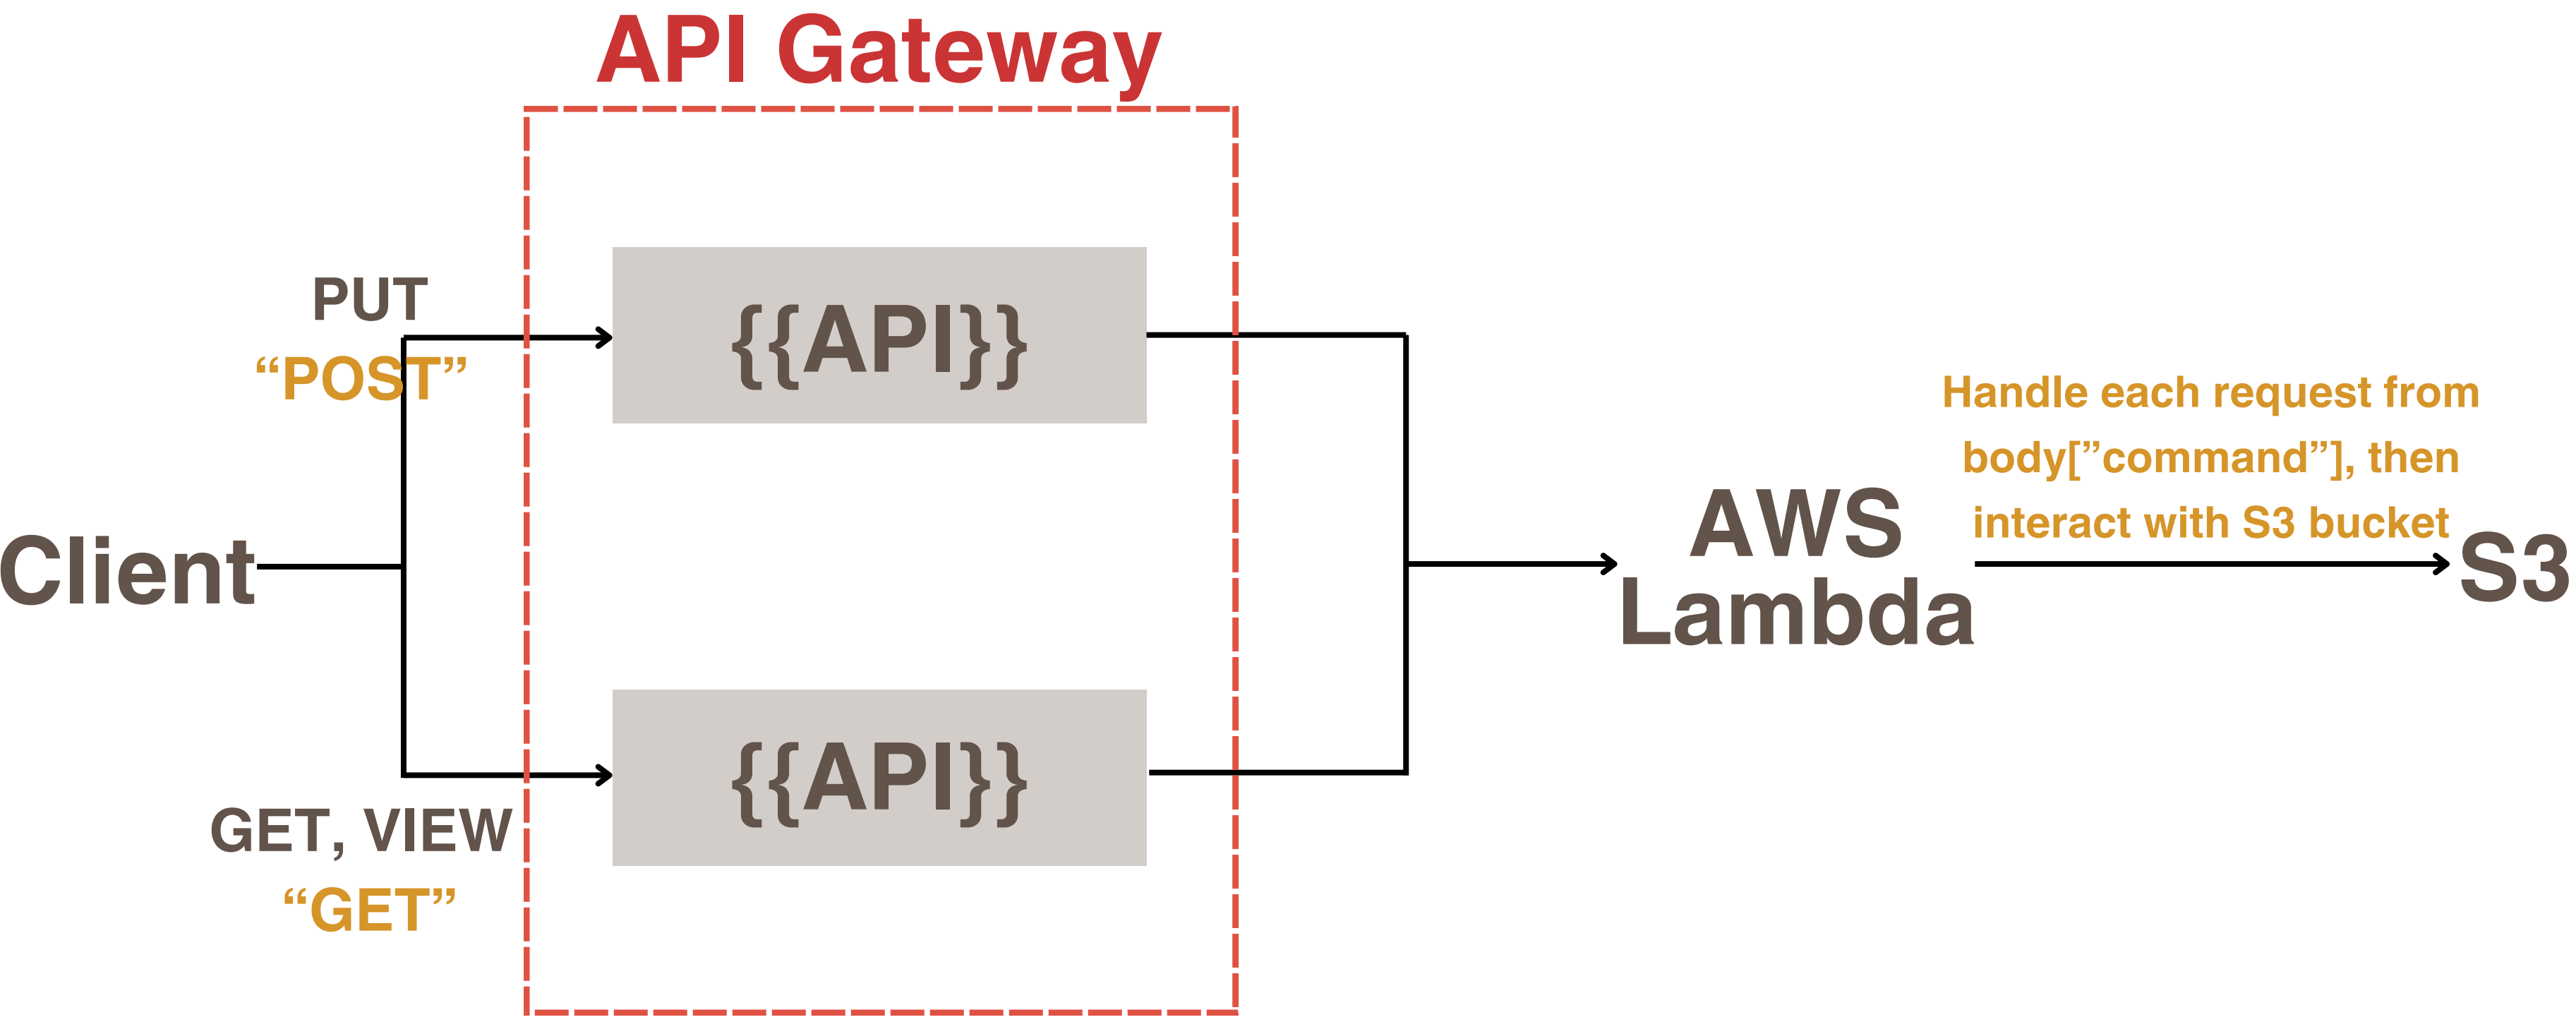 API Gateway
PUT
“POST”
{{API}}
Client
GET, VIEW
“GET”
{{API}}
AWS
Lambda
Handle each request from
body[”command”], then
interact with S3 bucket
S3